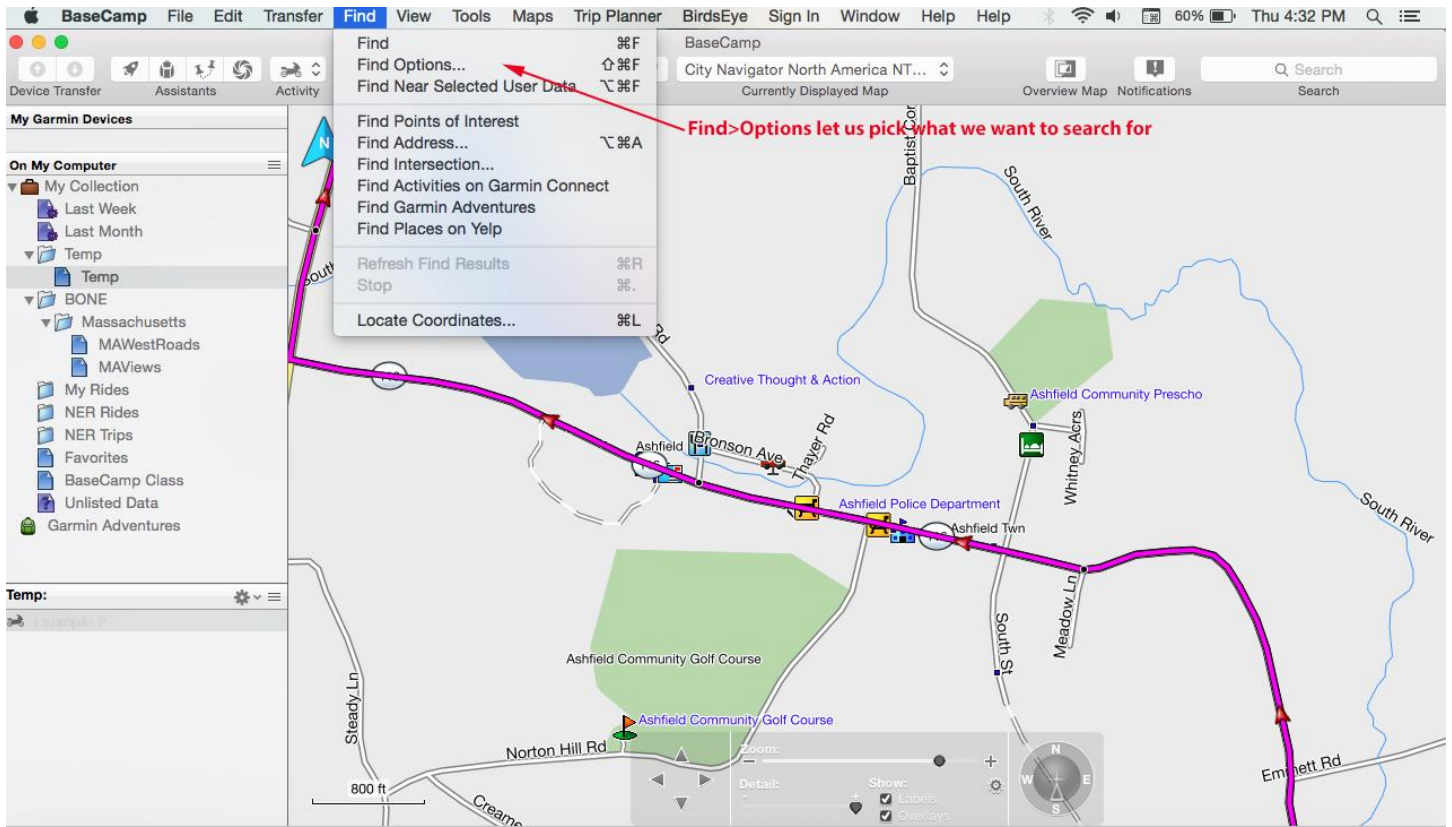 BaseCamp File Edit Transfer Find View Tools Maps Trip Planner BirdsEye Sign In Window Help Help 60% Thu 4:32 PM
BaseCamp
City Navigator North America NT...
Search
Device Transfer Assistants Activity Currently Displayed Map Overview Map Notifications Search
Find ⌘F
Find Options... ⇧⌘F
Find Near Selected User Data ⌥⌘F
Find Points of Interest
Find Address... ⌥⌘A
Find Intersection...
Find Activities on Garmin Connect
Find Garmin Adventures
Find Places on Yelp
Refresh Find Results ⌘R
Stop ⌘.
Locate Coordinates... ⌘L
Find>Options let us pick what we want to search for
My Garmin Devices
On My Computer
My Collection
Last Week
Last Month
Temp
Temp
BONE
Massachusetts
MAWestRoads
MAViews
My Rides
NER Rides
NER Trips
Favorites
BaseCamp Class
Unlisted Data
Garmin Adventures
Temp:
Example 2
N
Baptist Cor
South River
South
Rd
Creative Thought & Action
Ashfield Community Prescho
Whitney Acrs
Ashfield
Bronson Ave
Thayer Rd
Ashfield Police Department
Ashfield Twn
South River
Meadow Ln
South St
Ashfield Community Golf Course
Steady Ln
Ashfield Community Golf Course
Norton Hill Rd
Emmett Rd
800 ft
Creame
Zoom:
Detail:
Show:
Labels
Overlays
N
W E
S